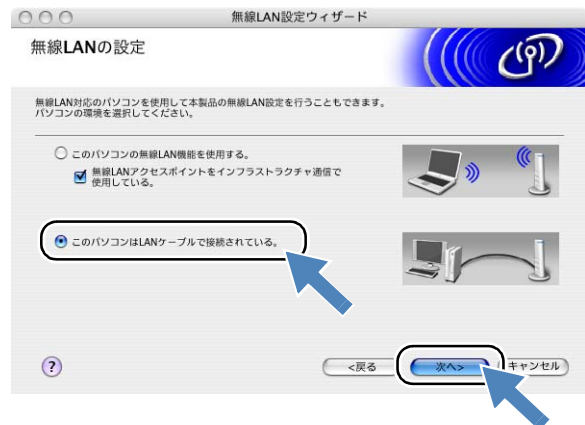 無線LAN設定ウィザード
無線LANの設定
無線LAN対応のパソコンを使用して本製品の無線LAN設定を行うこともできます。
パソコンの環境を選択してください。
このパソコンの無線LAN機能を使用する。
無線LANアクセスポイントをインフラストラクチャ通信で
使用している。
このパソコンはLANケーブルで接続されている。
?
<戻る
次へ>
キャンセル